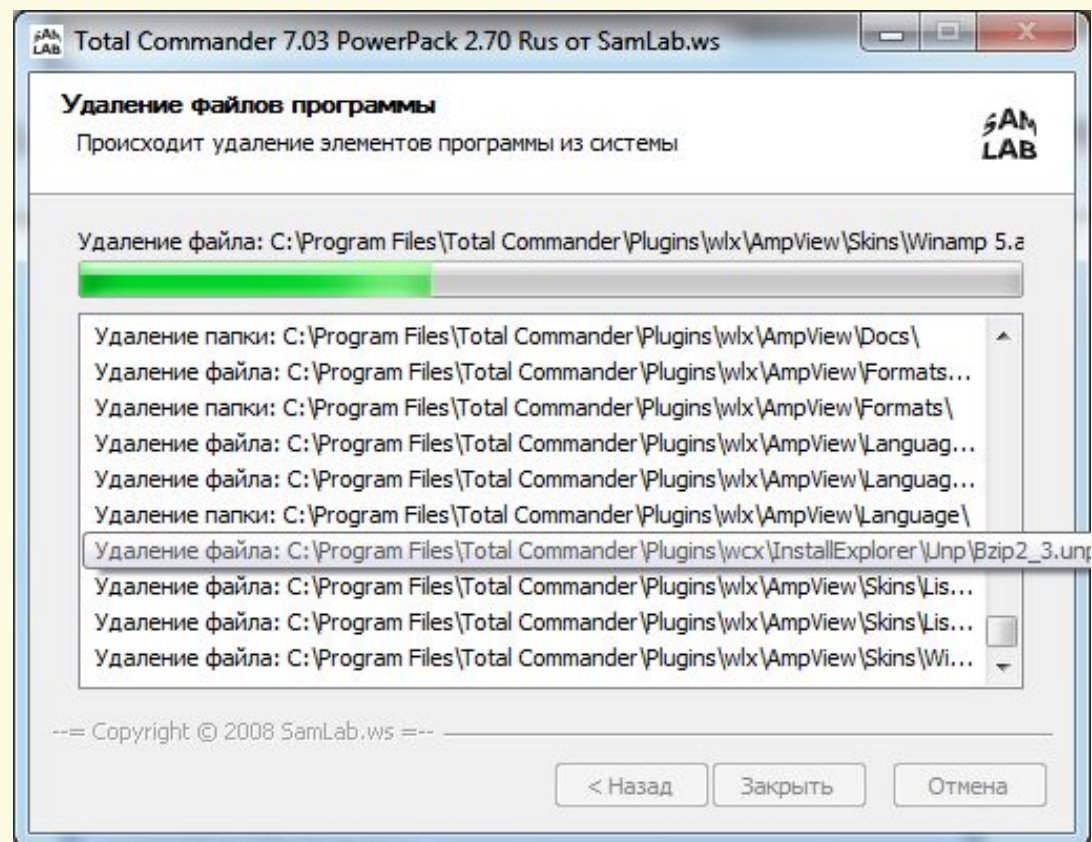 SAM LAB Total Commander 7.03 PowerPack 2.70 Rus от SamLab.ws
Удаление файлов программы
Происходит удаление элементов программы из системы
SAM
LAB
Удаление файла: C:\Program Files\Total Commander\Plugins\wlx\AmpView\Skins\Winamp 5.a
Удаление папки: C:\Program Files\Total Commander\Plugins\wlx\AmpView\Docs\
Удаление файла: C:\Program Files\Total Commander\Plugins\wlx\AmpView\Formats...
Удаление папки: C:\Program Files\Total Commander\Plugins\wlx\AmpView\Formats\
Удаление файла: C:\Program Files\Total Commander\Plugins\wlx\AmpView\Languag...
Удаление файла: C:\Program Files\Total Commander\Plugins\wlx\AmpView\Languag...
Удаление папки: C:\Program Files\Total Commander\Plugins\wlx\AmpView\Language\
Удаление файла: C:\Program Files\Total Commander\Plugins\wcx\InstallExplorer\Unp\Bzip2_3.unp
Удаление файла: C:\Program Files\Total Commander\Plugins\wlx\AmpView\Skins\Lis...
Удаление файла: C:\Program Files\Total Commander\Plugins\wlx\AmpView\Skins\Lis...
Удаление файла: C:\Program Files\Total Commander\Plugins\wlx\AmpView\Skins\Wi...
--= Copyright © 2008 SamLab.ws =--
< Назад Закрыть Отмена